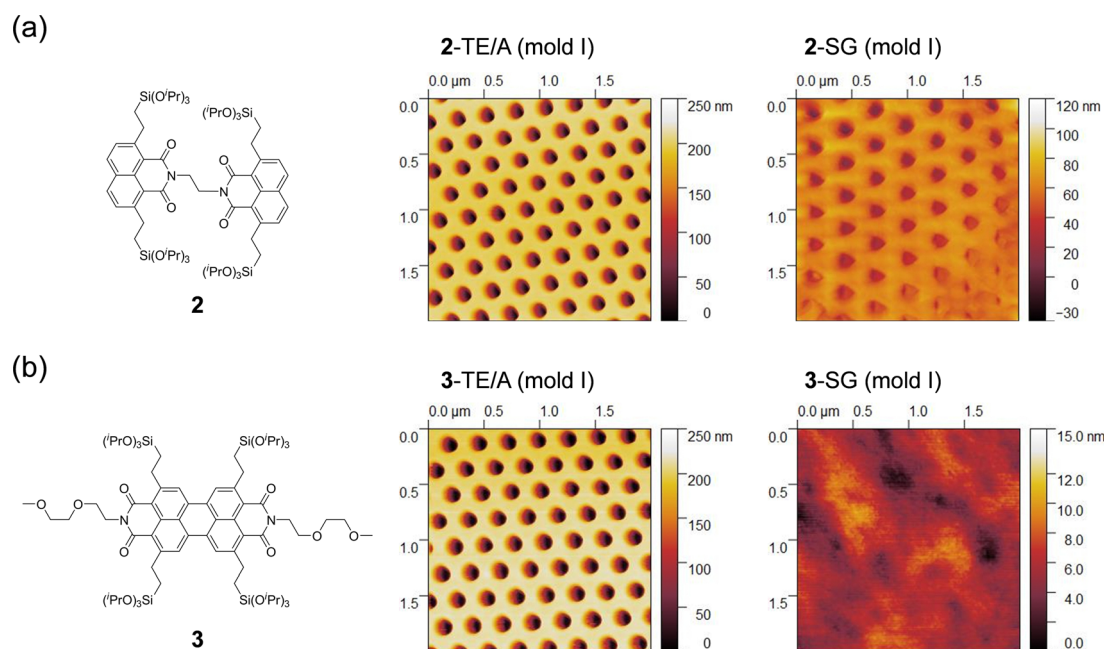 (a)
2-TE/A (mold I)
2-SG (mold I)
0.0 µm 0.5 1.0 1.5
0.0 µm 0.5 1.0 1.5
Si(OⁱPr)₃
(ⁱPrO)₃Si
O O
N
N
O O
Si(OⁱPr)₃
(ⁱPrO)₃Si
2
0.0
0.5
1.0
1.5
250 nm
200
150
100
50
0
0.0
0.5
1.0
1.5
120 nm
100
80
60
40
20
0
−30
(b)
3-TE/A (mold I)
3-SG (mold I)
0.0 µm 0.5 1.0 1.5
0.0 µm 0.5 1.0 1.5
(ⁱPrO)₃Si Si(OⁱPr)₃
O O O O
N N
O O O O
(ⁱPrO)₃Si Si(OⁱPr)₃
3
0.0
0.5
1.0
1.5
250 nm
200
150
100
50
0
0.0
0.5
1.0
1.5
15.0 nm
12.0
10.0
8.0
6.0
4.0
0.0